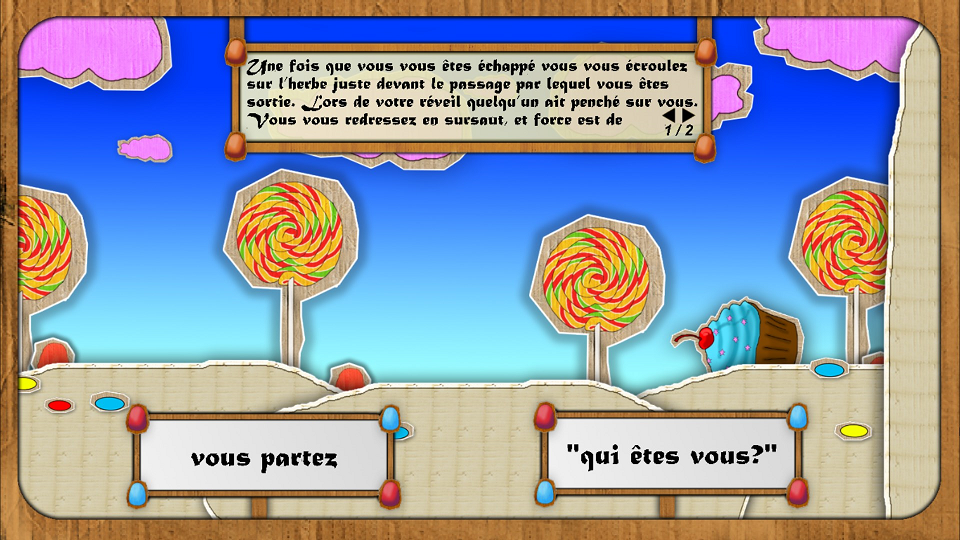 Une fois que vous vous êtes échappé vous vous écroulez
sur l'herbe juste devant le passage par lequel vous êtes
sortie. Lors de votre réveil quelqu'un ait penché sur vous.
Vous vous redressez en sursaut, et force est de
1/2
vous partez
"qui êtes vous?"